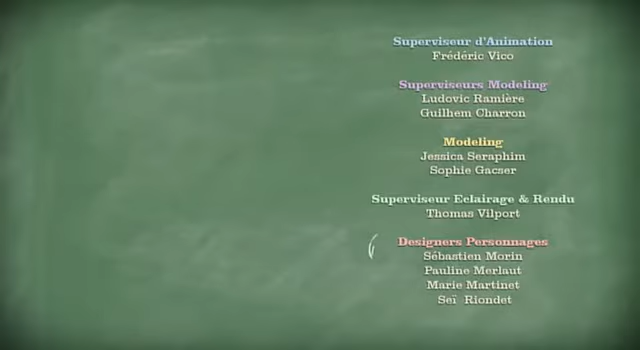 Superviseur d'Animation
Frédéric Vico
Superviseurs Modeling
Ludovic Ramière
Guilhem Charron
Modeling
Jessica Seraphim
Sophie Gacser
Superviseur Eclairage & Rendu
Thomas Vilport
Designers Personnages
Sébastien Morin
Pauline Merlaut
Marie Martinet
Seï Riondet